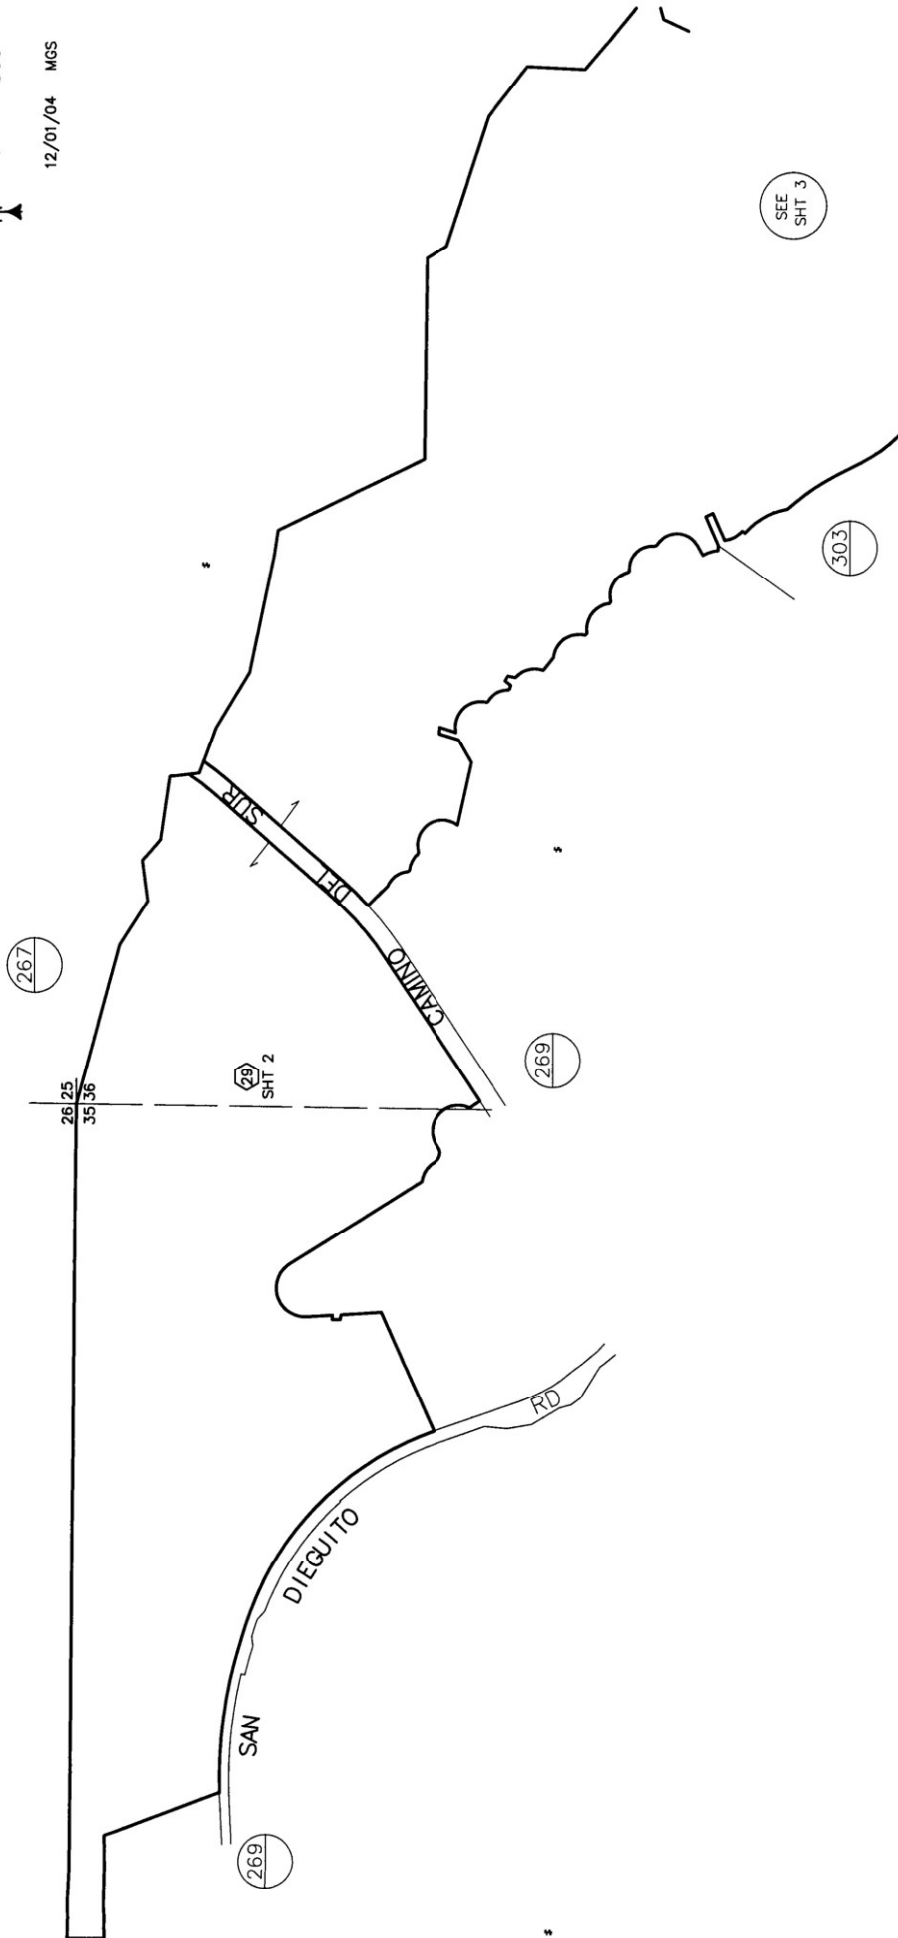 12/01/04 MGS
267
26 25
35 36
29
SHT 2
SUR
DEL
CAMINO
SEE
SHT 3
303
269
SAN
DIEGUITO
RD
269